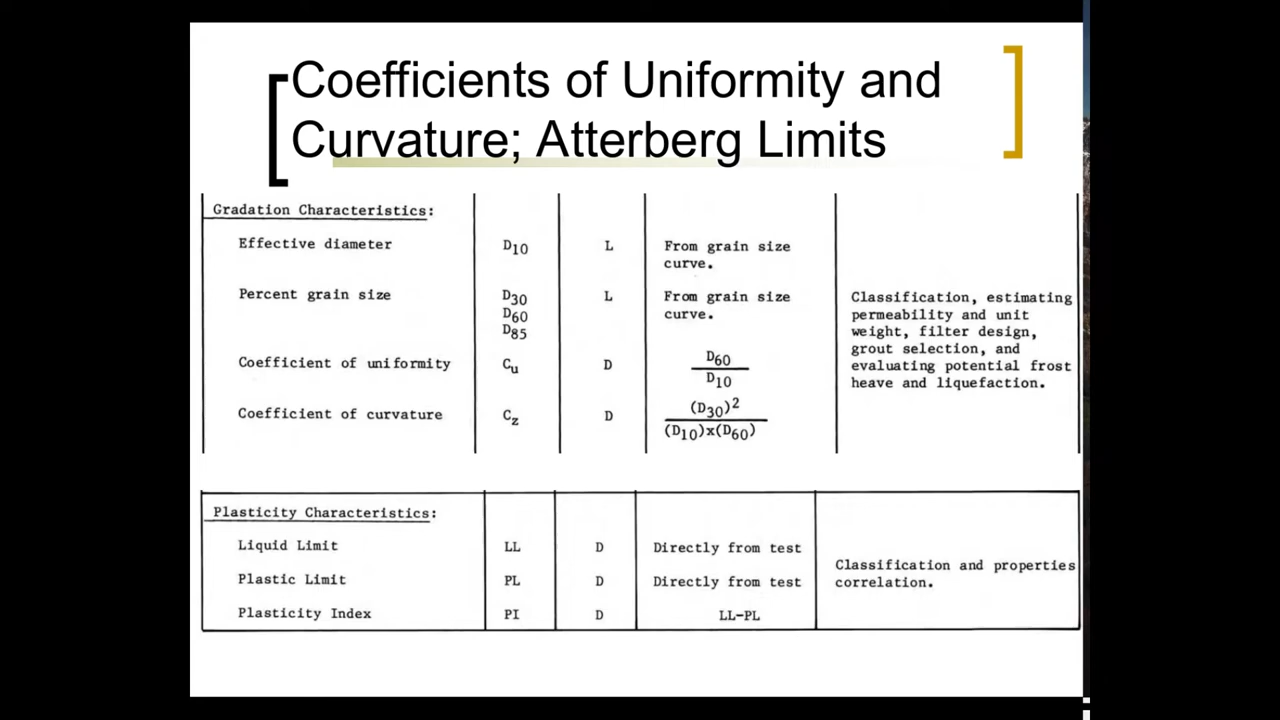 Coefficients of Uniformity and
Curvature; Atterberg Limits
Gradation Characteristics:
Effective diameter D10 L From grain size
curve.
Percent grain size D30 L From grain size
D60 curve.
D85
Classification, estimating
permeability and unit
weight, filter design,
grout selection, and
evaluating potential frost
heave and liquefaction.
Coefficient of uniformity Cu D D60
D10
Coefficient of curvature Cz D (D30)2
(D10)x(D60)
Plasticity Characteristics:
Liquid Limit LL D Directly from test
Plastic Limit PL D Directly from test
Plasticity Index PI D LL-PL
Classification and properties
correlation.